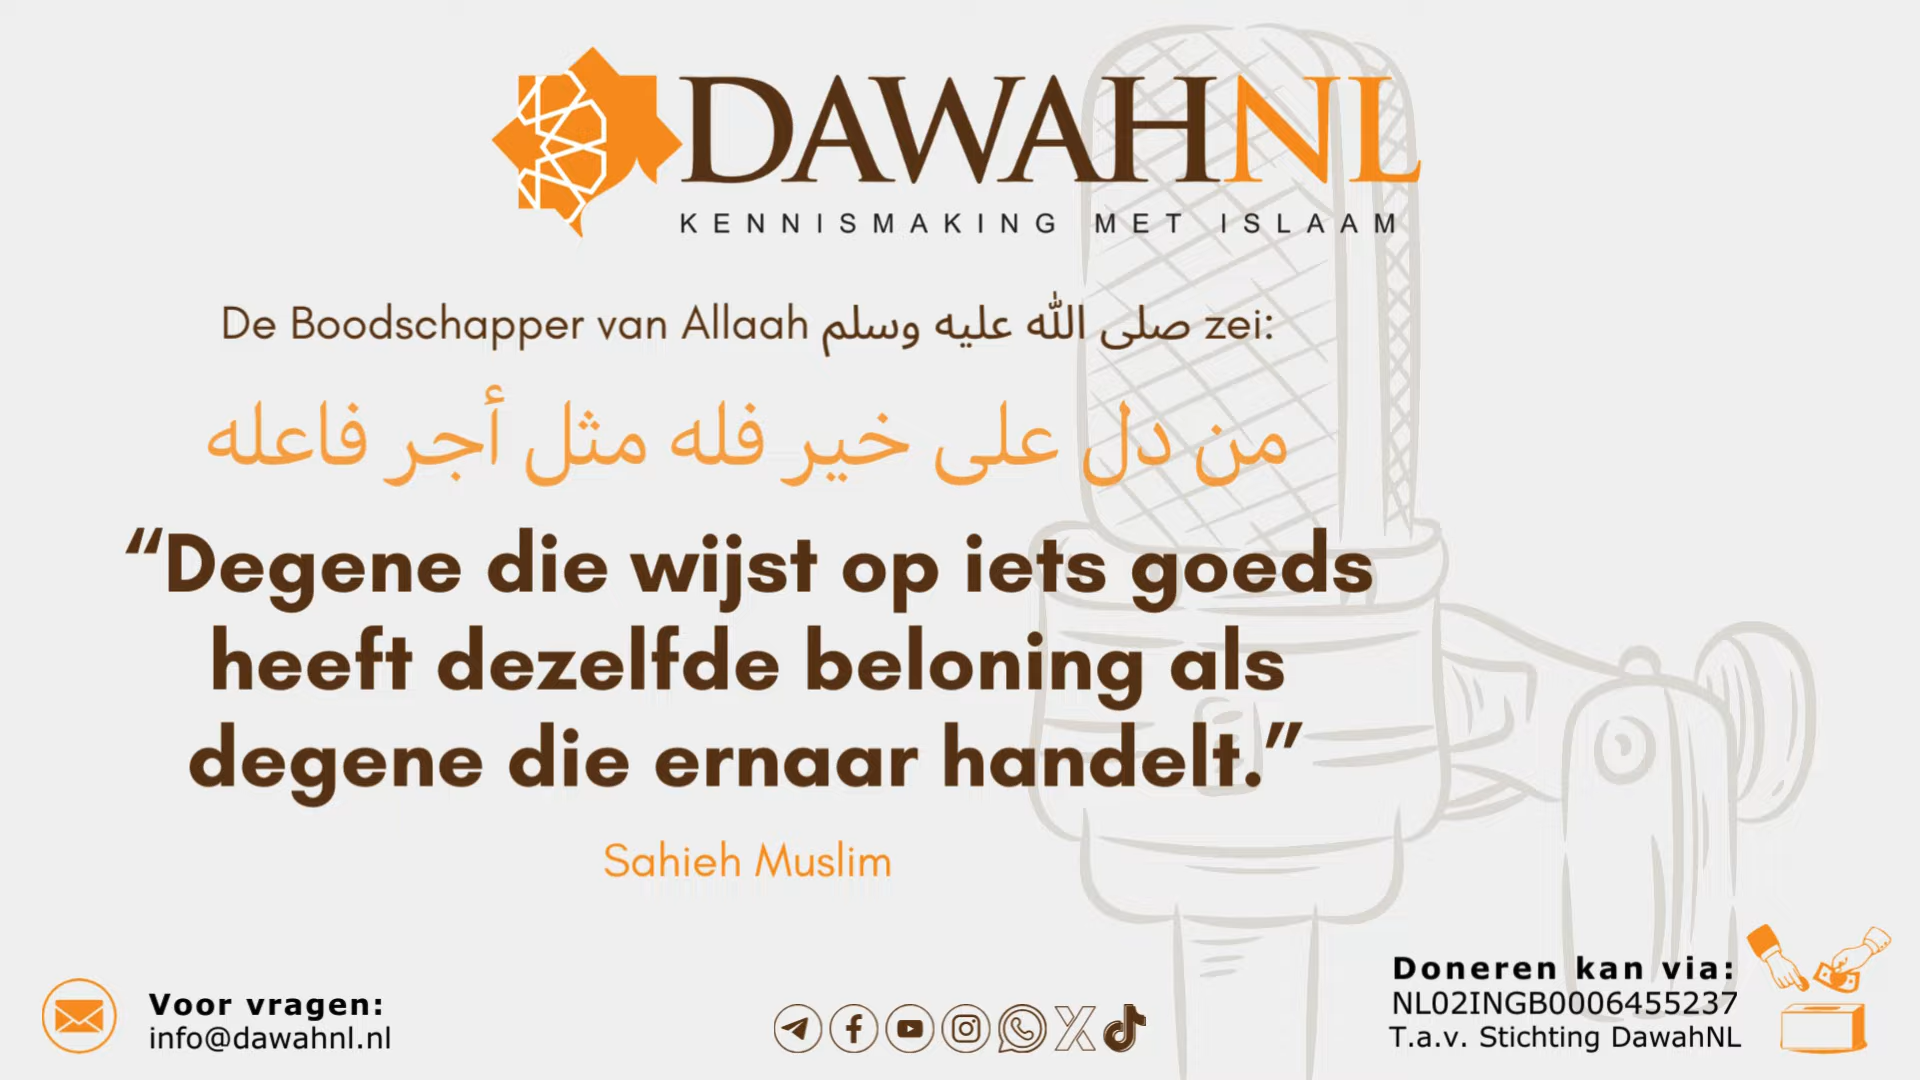 DAWAHNL
KENNISMAKING MET ISLAAM
De Boodschapper van Allaah صلى الله عليه وسلم zei:
من دل على خير فله مثل أجر فاعله
“Degene die wijst op iets goeds
heeft dezelfde beloning als
degene die ernaar handelt.”
Sahieh Muslim
Voor vragen:
info@dawahnl.nl
Doneren kan via:
NL02INGB0006455237
T.a.v. Stichting DawahNL